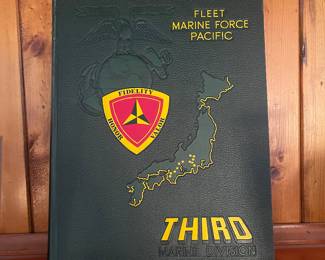 FLEET
MARINE FORCE
PACIFIC
FIDELITY
HONOR
VALOR
THIRD
MARINE DIVISION